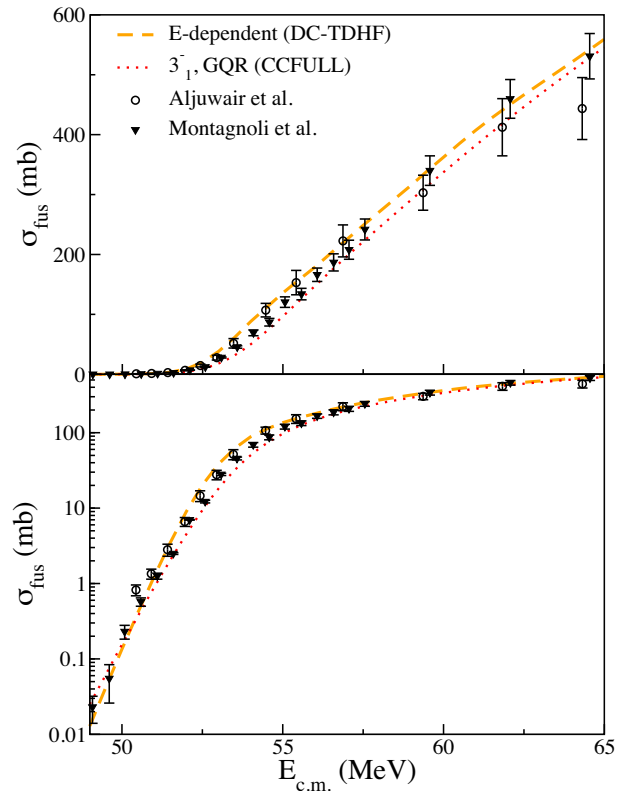 E-dependent (DC-TDHF)
3⁻₁, GQR (CCFULL)
Aljuwair et al.
Montagnoli et al.
600
400
200
0
σfus (mb)
100
10
1
0.1
0.01
σfus (mb)
50 55 60 65
Ec.m. (MeV)